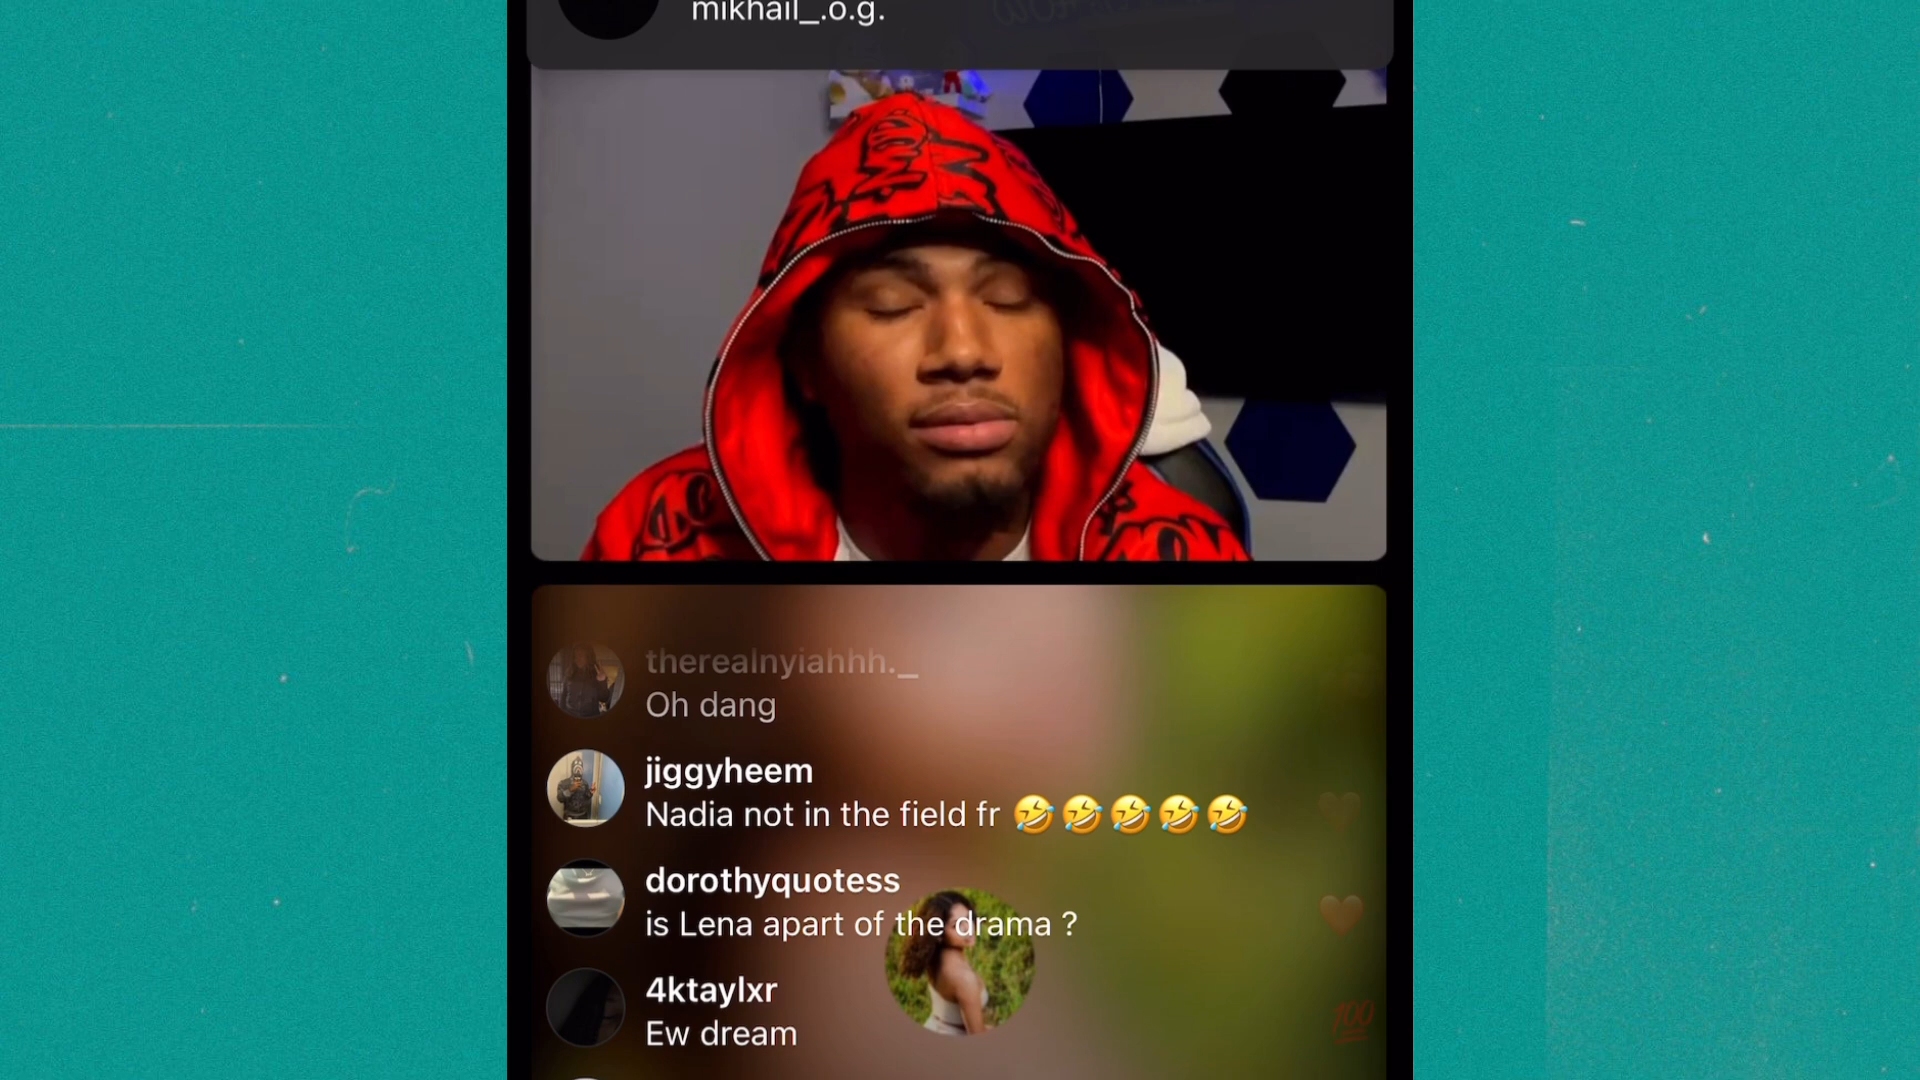 mikhail_.o.g.
therealnyiahhh._
Oh dang
jiggyheem
Nadia not in the field fr 🤣🤣🤣🤣🤣
dorothyquotess
is Lena apart of the drama ?
4ktaylxr
Ew dream
💯